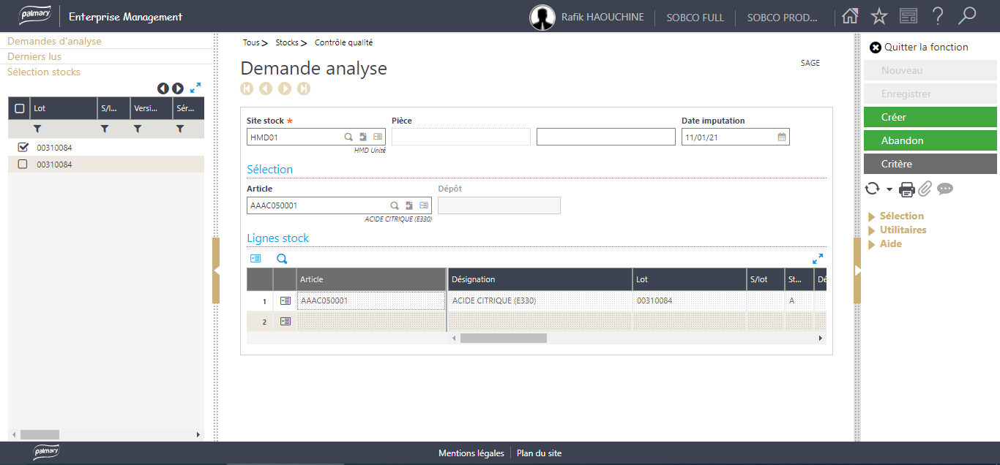 palmary Enterprise Management Rafik HAOUCHINE SOBCO FULL SOBCO PROD...
Demandes d'analyse
Derniers lus
Sélection stocks
Lot S/l... Versi... Sér...
00310084
00310084
Tous > Stocks > Contrôle qualité
Demande analyse
SAGE
Site stock * Pièce Date imputation
HMD01 11/01/21
HMD Unité
Sélection
Article Dépôt
AAAC050001
ACIDE CITRIQUE (E330)
Lignes stock
Article Désignation Lot S/lot St... Dé
1 AAAC050001 ACIDE CITRIQUE (E330) 00310084 A
2
Quitter la fonction
Nouveau
Enregistrer
Créer
Abandon
Critère
Sélection
Utilitaires
Aide
palmary Mentions légales Plan du site